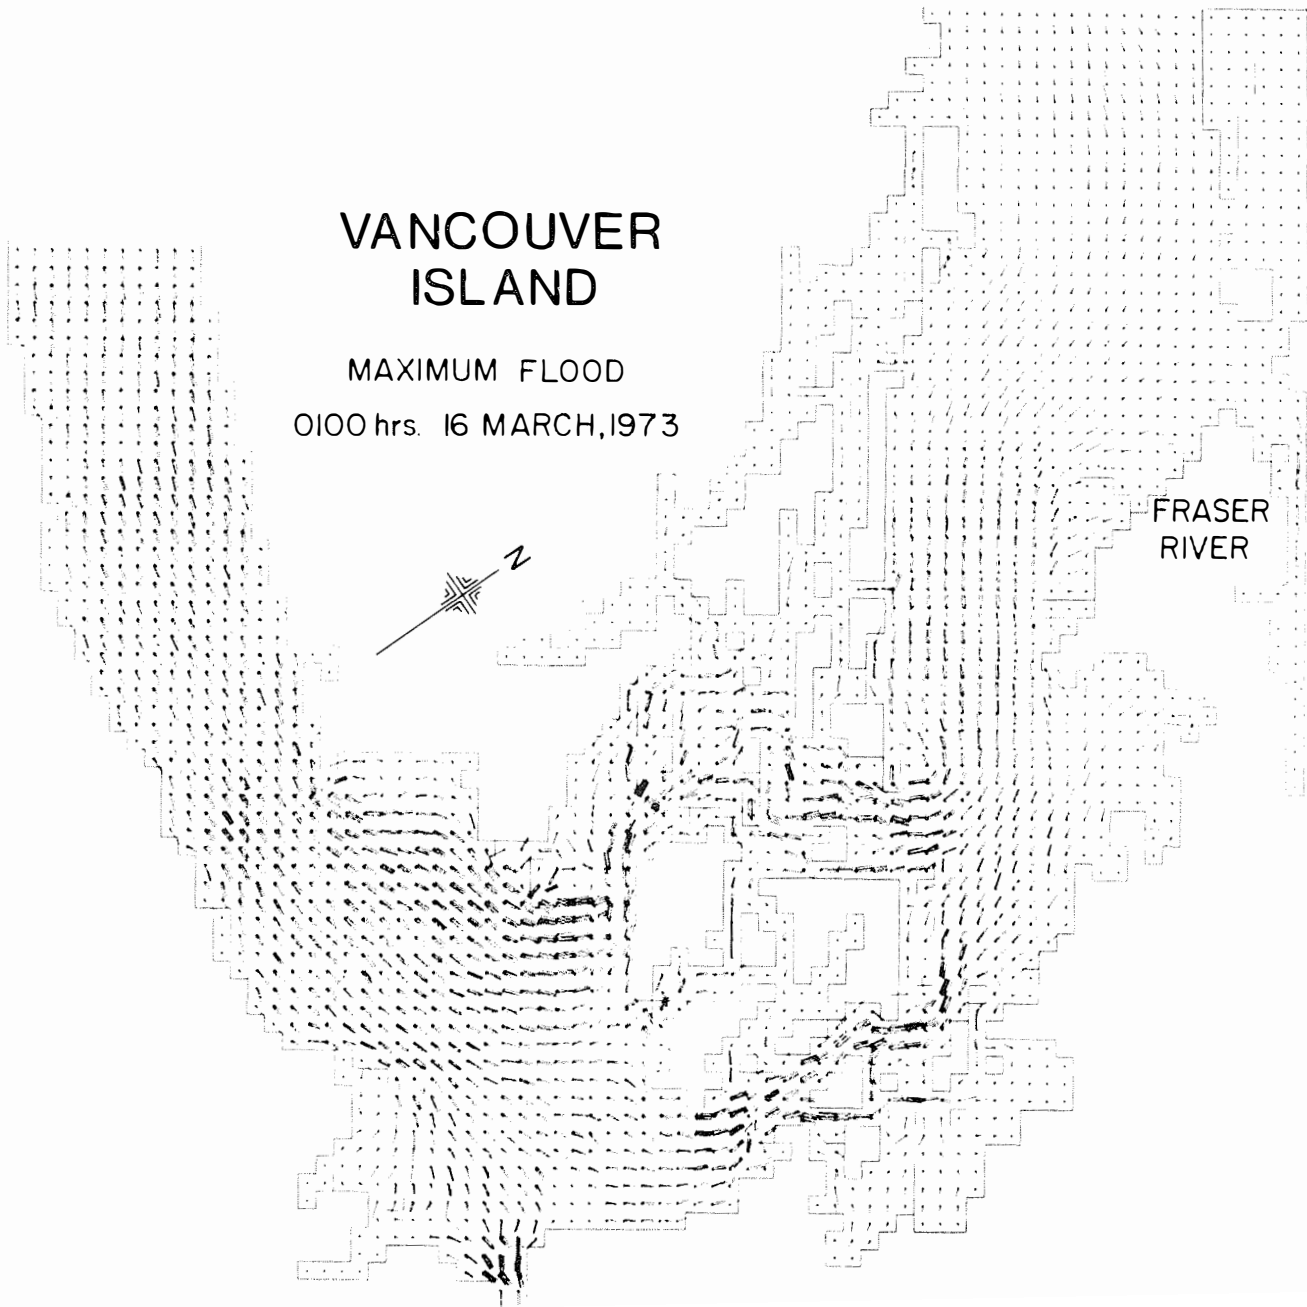 VANCOUVER
ISLAND
MAXIMUM FLOOD
0100 hrs. 16 MARCH, 1973
N
FRASER
RIVER